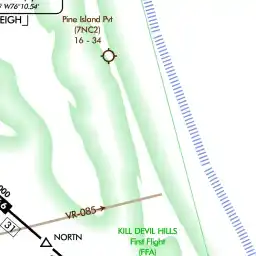 W76°10.54'
EIGH
Pine Island Pvt
(7NC2)
16 - 34
VR-085
31
NORTN
KILL DEVIL HILLS
First Flight
(FFA)